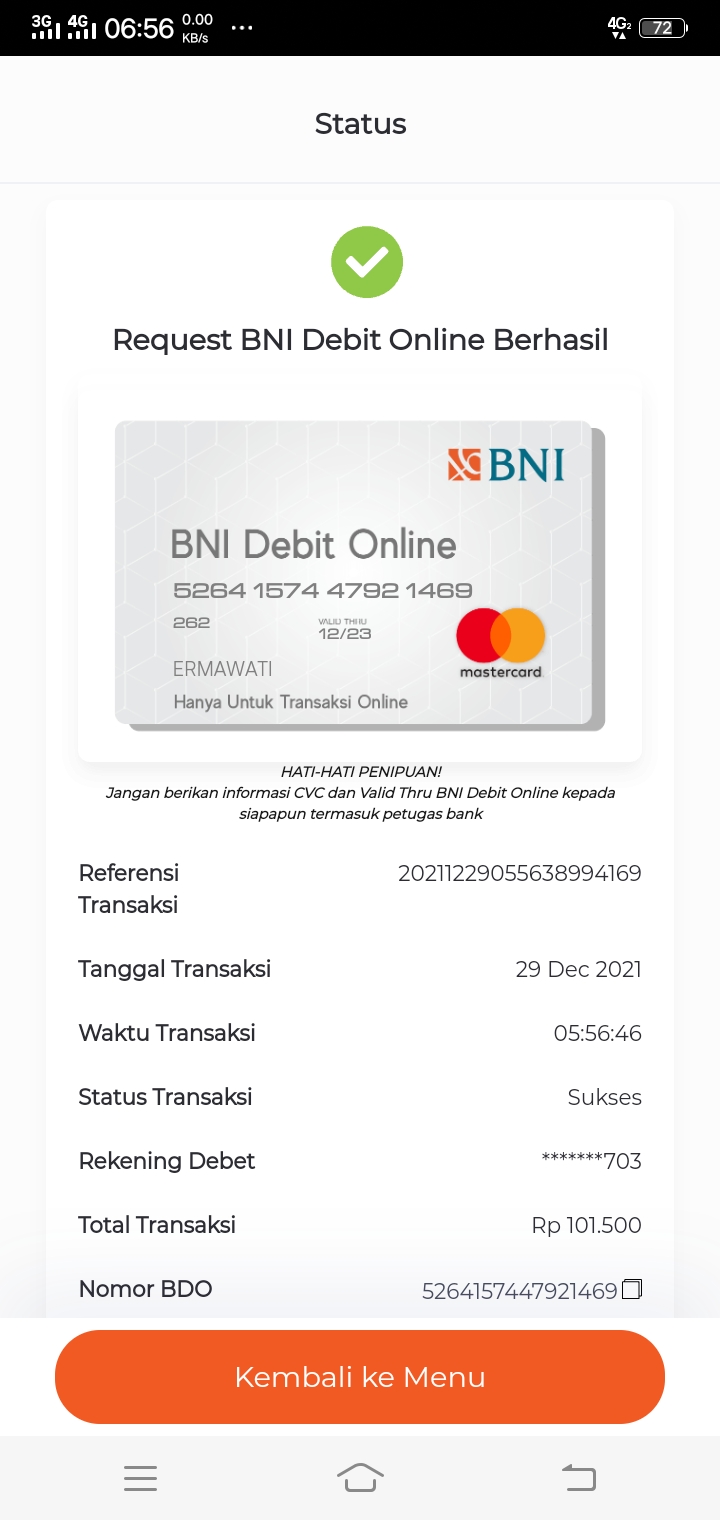 3G 4G 06:56 0.00 KB/s ... 4G2 72
Status
Request BNI Debit Online Berhasil
BNI
BNI Debit Online
5264 1574 4792 1469
262 VALID THRU 12/23
ERMAWATI
mastercard
Hanya Untuk Transaksi Online
HATI-HATI PENIPUAN!
Jangan berikan informasi CVC dan Valid Thru BNI Debit Online kepada
siapapun termasuk petugas bank
Referensi Transaksi 20211229055638994169
Tanggal Transaksi 29 Dec 2021
Waktu Transaksi 05:56:46
Status Transaksi Sukses
Rekening Debet *******703
Total Transaksi Rp 101.500
Nomor BDO 5264157447921469
Kembali ke Menu